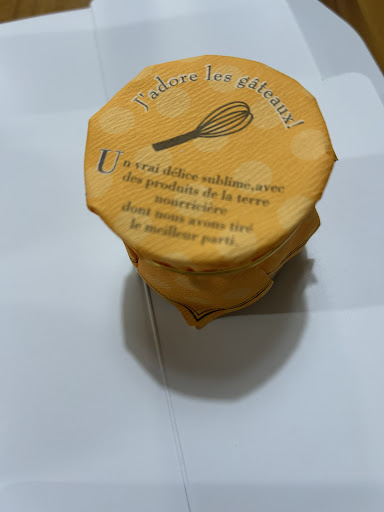 J'adore les gâteaux!
Un vrai délice sublime,avec
des produits de la terre
nourricière
dont nous avons tiré
le meilleur parti.